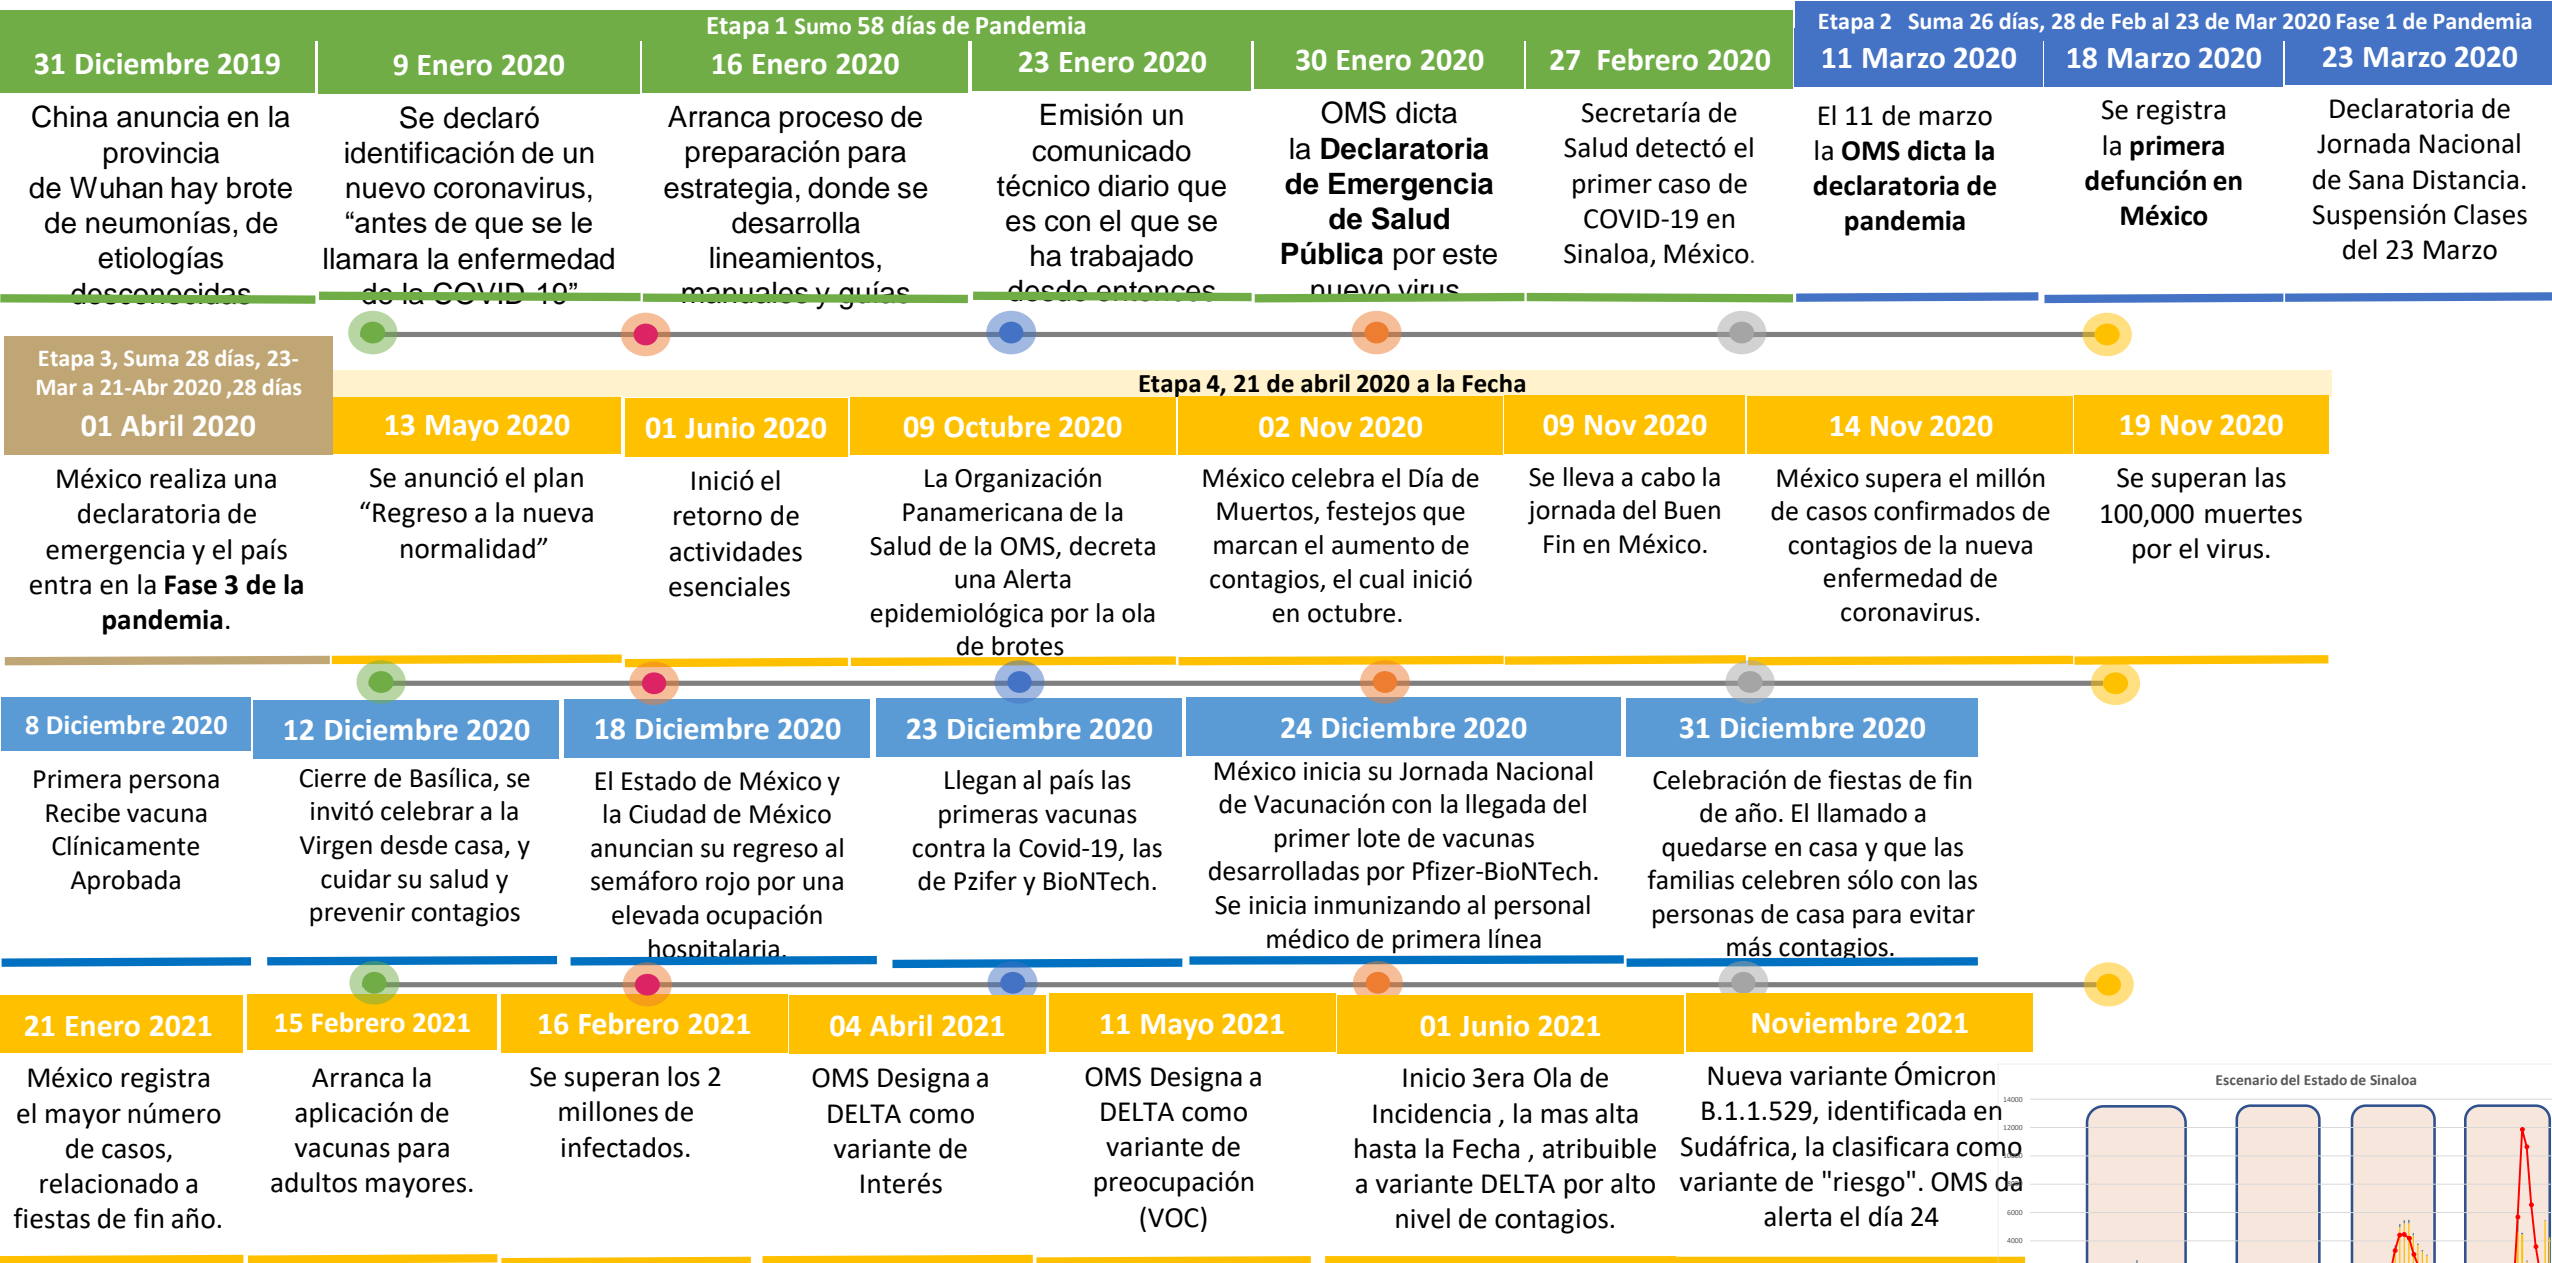 Etapa 1 Sumo 58 días de Pandemia
Etapa 2 Suma 26 días, 28 de Feb al 23 de Mar 2020 Fase 1 de Pandemia
31 Diciembre 2019
China anuncia en la
provincia
de Wuhan hay brote
de neumonías, de
etiologías
desconocidas
9 Enero 2020
Se declaró
identificación de un
nuevo coronavirus,
“antes de que se le
llamara la enfermedad
de la COVID-19”
16 Enero 2020
Arranca proceso de
preparación para
estrategia, donde se
desarrolla
lineamientos,
manuales y guías
23 Enero 2020
Emisión un
comunicado
técnico diario que
es con el que se
ha trabajado
desde entonces
30 Enero 2020
OMS dicta
la Declaratoria
de Emergencia
de Salud
Pública por este
nuevo virus
27 Febrero 2020
Secretaría de
Salud detectó el
primer caso de
COVID-19 en
Sinaloa, México.
11 Marzo 2020
El 11 de marzo
la OMS dicta la
declaratoria de
pandemia
18 Marzo 2020
Se registra
la primera
defunción en
México
23 Marzo 2020
Declaratoria de
Jornada Nacional
de Sana Distancia.
Suspensión Clases
del 23 Marzo
Etapa 3, Suma 28 días, 23-
Mar a 21-Abr 2020 ,28 días
01 Abril 2020
México realiza una
declaratoria de
emergencia y el país
entra en la Fase 3 de la
pandemia.
Etapa 4, 21 de abril 2020 a la Fecha
13 Mayo 2020
Se anunció el plan
“Regreso a la nueva
normalidad”
01 Junio 2020
Inició el
retorno de
actividades
esenciales
09 Octubre 2020
La Organización
Panamericana de la
Salud de la OMS, decreta
una Alerta
epidemiológica por la ola
de brotes
02 Nov 2020
México celebra el Día de
Muertos, festejos que
marcan el aumento de
contagios, el cual inició
en octubre.
09 Nov 2020
Se lleva a cabo la
jornada del Buen
Fin en México.
14 Nov 2020
México supera el millón
de casos confirmados de
contagios de la nueva
enfermedad de
coronavirus.
19 Nov 2020
Se superan las
100,000 muertes
por el virus.
8 Diciembre 2020
Primera persona
Recibe vacuna
Clínicamente
Aprobada
12 Diciembre 2020
Cierre de Basílica, se
invitó celebrar a la
Virgen desde casa, y
cuidar su salud y
prevenir contagios
18 Diciembre 2020
El Estado de México y
la Ciudad de México
anuncian su regreso al
semáforo rojo por una
elevada ocupación
hospitalaria.
23 Diciembre 2020
Llegan al país las
primeras vacunas
contra la Covid-19, las
de Pzifer y BioNTech.
24 Diciembre 2020
México inicia su Jornada Nacional
de Vacunación con la llegada del
primer lote de vacunas
desarrolladas por Pfizer-BioNTech.
Se inicia inmunizando al personal
médico de primera línea
31 Diciembre 2020
Celebración de fiestas de fin
de año. El llamado a
quedarse en casa y que las
familias celebren sólo con las
personas de casa para evitar
más contagios.
21 Enero 2021
México registra
el mayor número
de casos,
relacionado a
fiestas de fin año.
15 Febrero 2021
Arranca la
aplicación de
vacunas para
adultos mayores.
16 Febrero 2021
Se superan los 2
millones de
infectados.
04 Abril 2021
OMS Designa a
DELTA como
variante de
Interés
11 Mayo 2021
OMS Designa a
DELTA como
variante de
preocupación
(VOC)
01 Junio 2021
Inicio 3era Ola de
Incidencia , la mas alta
hasta la Fecha , atribuible
a variante DELTA por alto
nivel de contagios.
Noviembre 2021
Nueva variante Ómicron
B.1.1.529, identificada en
Sudáfrica, la clasificara como
variante de "riesgo". OMS da
alerta el día 24
Escenario del Estado de Sinaloa
14000
12000
10000
6000
4000